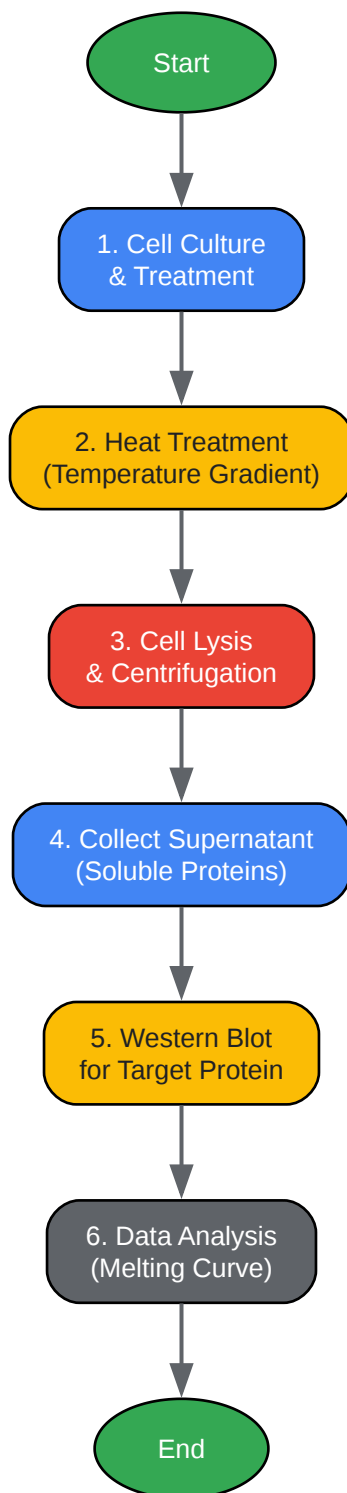 Start
1. Cell Culture
& Treatment
2. Heat Treatment
(Temperature Gradient)
3. Cell Lysis
& Centrifugation
4. Collect Supernatant
(Soluble Proteins)
5. Western Blot
for Target Protein
6. Data Analysis
(Melting Curve)
End